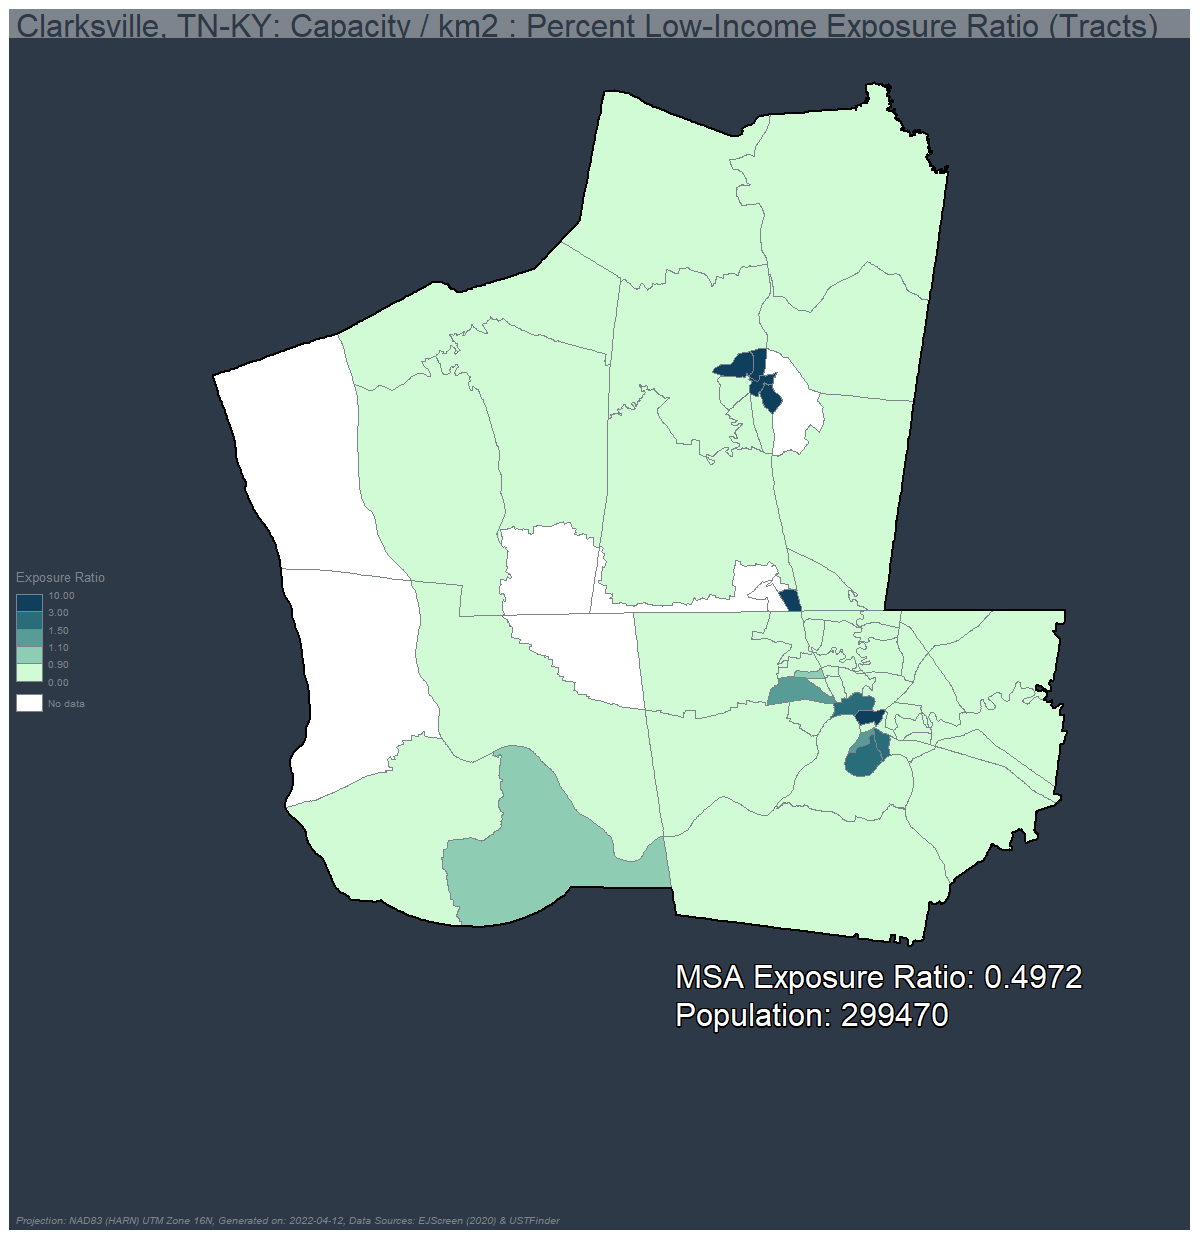 Clarksville, TN-KY: Capacity / km2 : Percent Low-Income Exposure Ratio (Tracts)
Exposure Ratio
10.00
3.00
1.50
1.10
0.90
0.00
No data
MSA Exposure Ratio: 0.4972
Population: 299470
Projection: NAD83 (HARN) UTM Zone 16N, Generated on: 2022-04-12, Data Sources: EJScreen (2020) & USTFinder